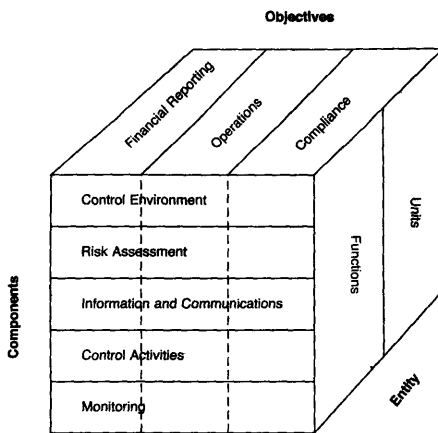 Objectives
Financial Reporting
Operations
Compliance
Control Environment
Risk Assessment
Information and Communications
Control Activities
Monitoring
Components
Functions
Units
Entity